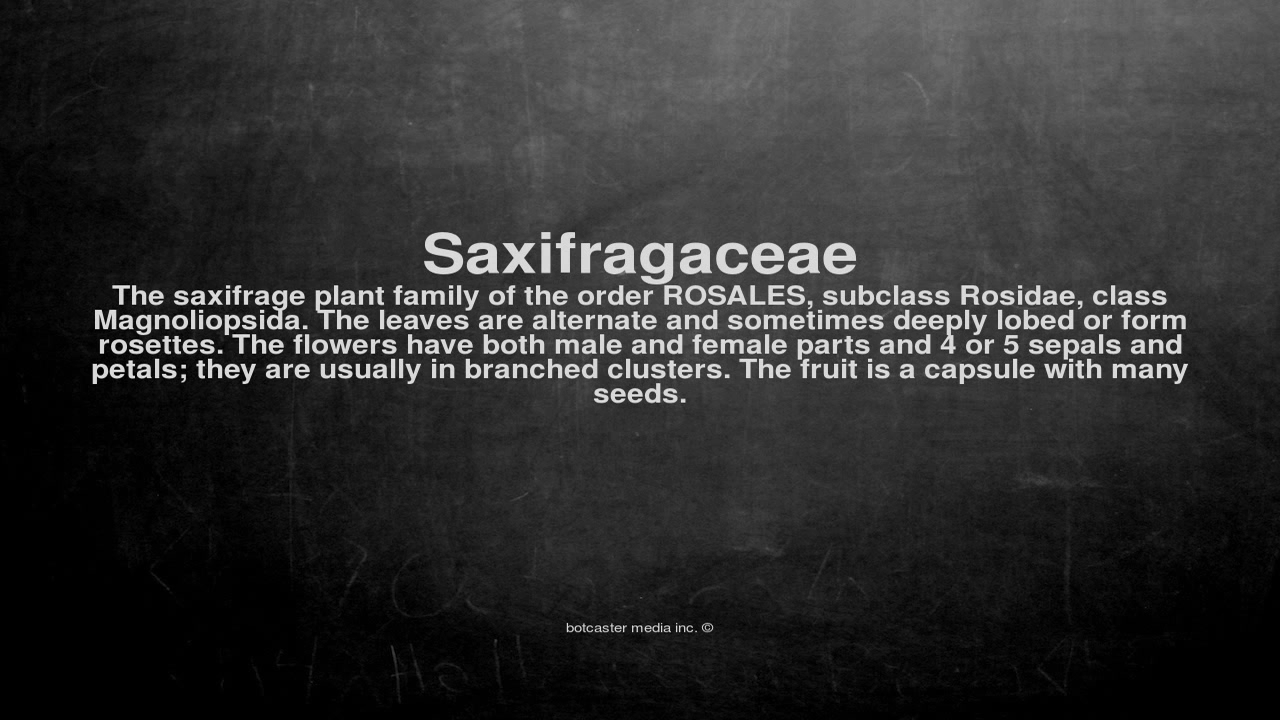 Saxifragaceae
The saxifrage plant family of the order ROSALES, subclass Rosidae, class
Magnoliopsida. The leaves are alternate and sometimes deeply lobed or form
rosettes. The flowers have both male and female parts and 4 or 5 sepals and
petals; they are usually in branched clusters. The fruit is a capsule with many
seeds.
botcaster media inc. ©